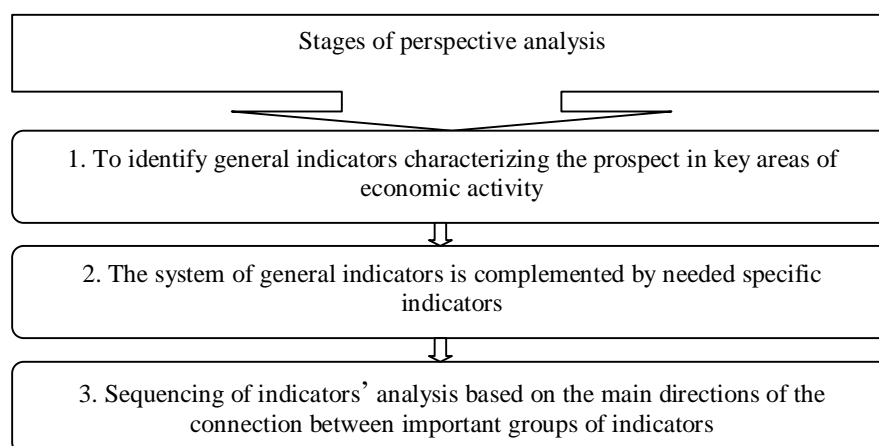 Stages of perspective analysis
1. To identify general indicators characterizing the prospect in key areas of
economic activity
2. The system of general indicators is complemented by needed specific
indicators
3. Sequencing of indicators’ analysis based on the main directions of the
connection between important groups of indicators